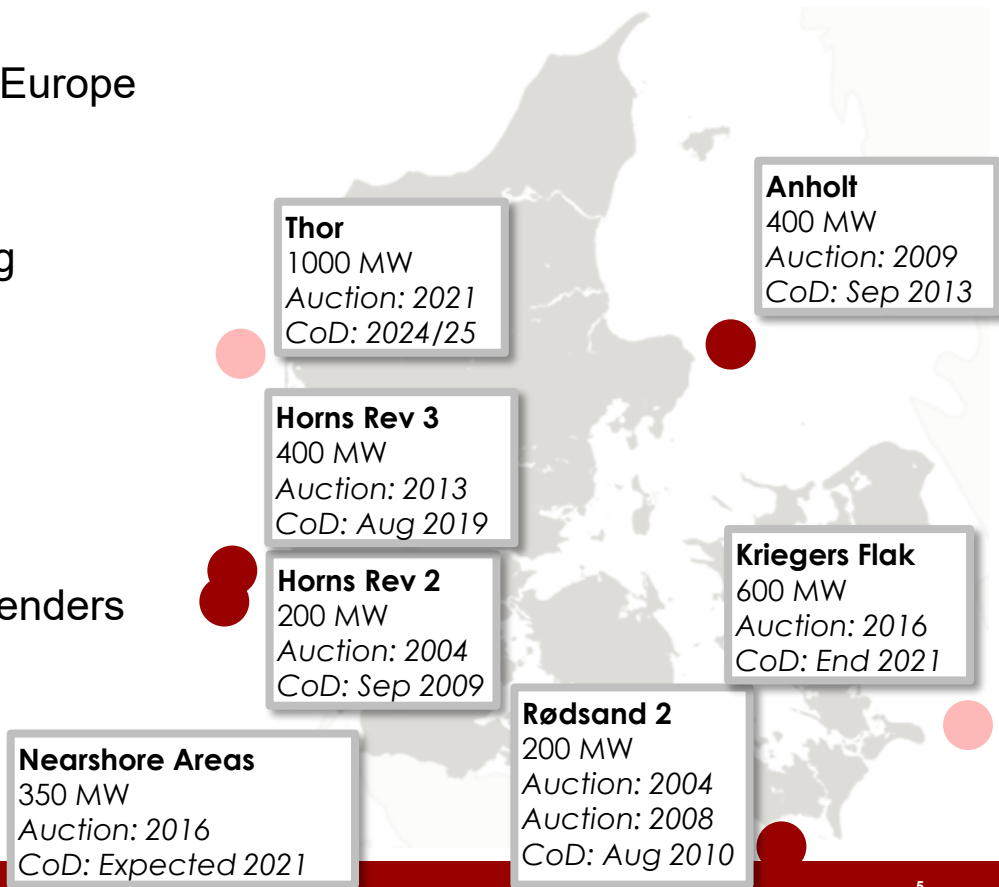 Europe
g
enders
Thor
1000 MW
Auction: 2021
CoD: 2024/25
Anholt
400 MW
Auction: 2009
CoD: Sep 2013
Horns Rev 3
400 MW
Auction: 2013
CoD: Aug 2019
Horns Rev 2
200 MW
Auction: 2004
CoD: Sep 2009
Kriegers Flak
600 MW
Auction: 2016
CoD: End 2021
Rødsand 2
200 MW
Auction: 2004
Auction: 2008
CoD: Aug 2010
Nearshore Areas
350 MW
Auction: 2016
CoD: Expected 2021
5